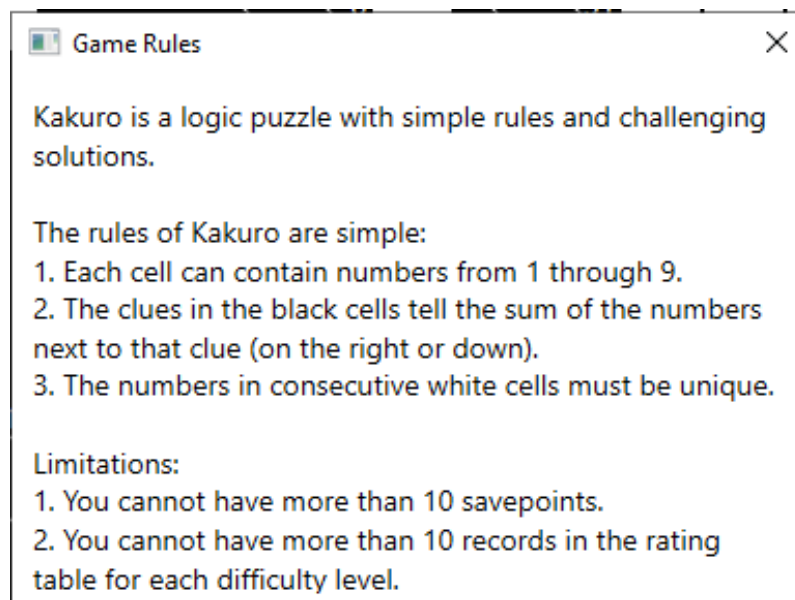 Game Rules
Kakuro is a logic puzzle with simple rules and challenging
solutions.
The rules of Kakuro are simple:
1. Each cell can contain numbers from 1 through 9.
2. The clues in the black cells tell the sum of the numbers
next to that clue (on the right or down).
3. The numbers in consecutive white cells must be unique.
Limitations:
1. You cannot have more than 10 savepoints.
2. You cannot have more than 10 records in the rating
table for each difficulty level.